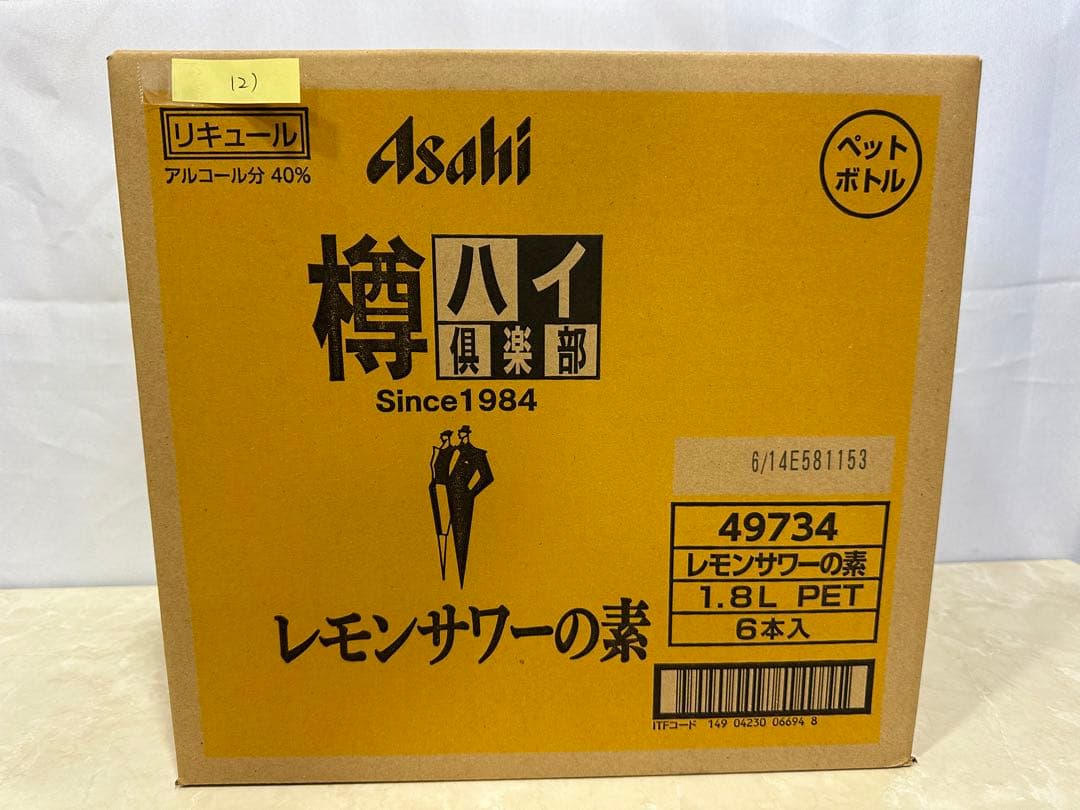 12)
リキュール
アルコール分 40%
Asahi
ペット
ボトル
樽ハイ
倶楽部
Since1984
6/14E581153
49734
レモンサワーの素
1.8L PET
6本入
レモンサワーの素
ITFコード 149 04230 06694 8